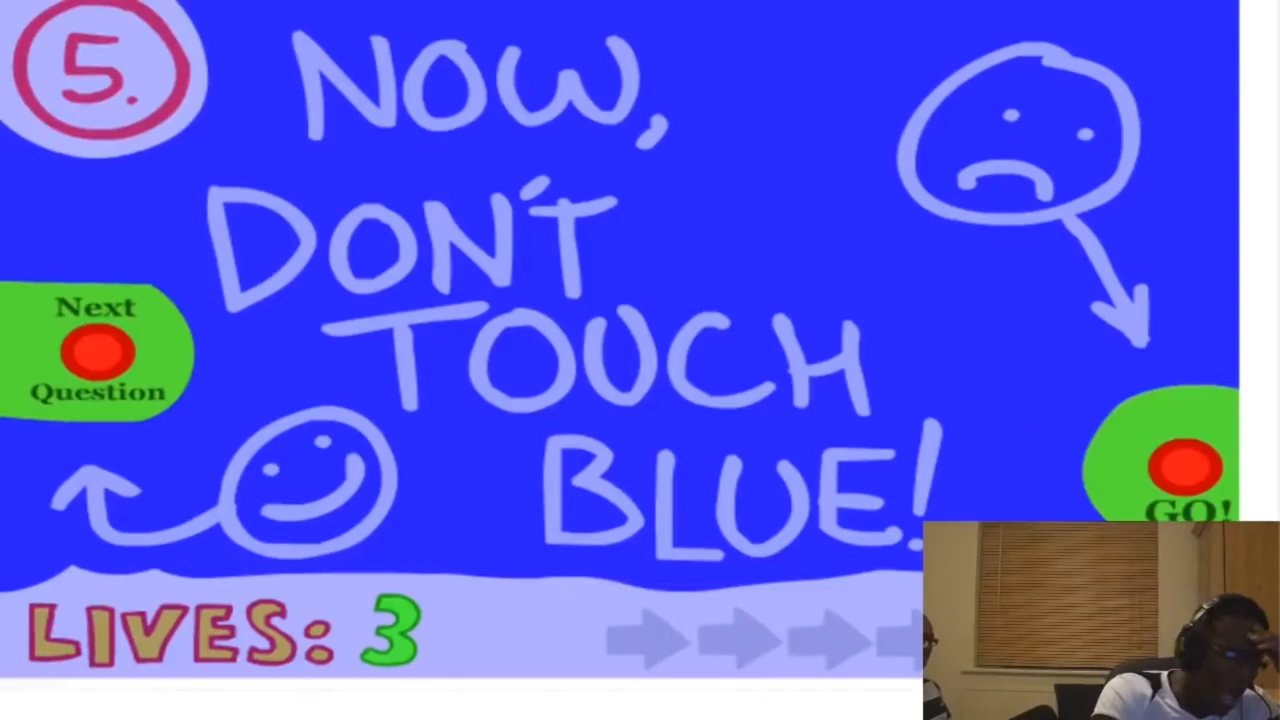 5.
NOW,
DON'T
TOUCH
BLUE!
Next
Question
GO!
LIVES: 3